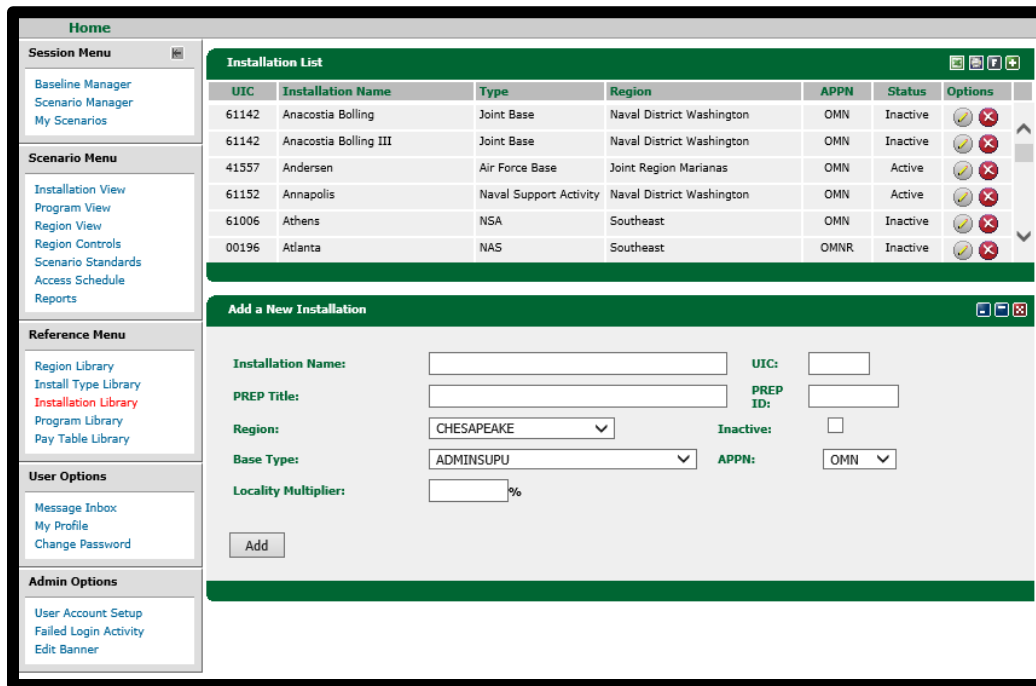 Home
Session Menu
Baseline Manager
Scenario Manager
My Scenarios
Scenario Menu
Installation View
Program View
Region View
Region Controls
Scenario Standards
Access Schedule
Reports
Reference Menu
Region Library
Install Type Library
Installation Library
Program Library
Pay Table Library
User Options
Message Inbox
My Profile
Change Password
Admin Options
User Account Setup
Failed Login Activity
Edit Banner
Installation List
UIC Installation Name Type Region APPN Status Options
61142 Anacostia Bolling Joint Base Naval District Washington OMN Inactive
61142 Anacostia Bolling III Joint Base Naval District Washington OMN Inactive
41557 Andersen Air Force Base Joint Region Marianas OMN Active
61152 Annapolis Naval Support Activity Naval District Washington OMN Active
61006 Athens NSA Southeast OMN Inactive
00196 Atlanta NAS Southeast OMNR Inactive
Add a New Installation
Installation Name: UIC:
PREP Title: PREP ID:
Region: CHESAPEAKE Inactive:
Base Type: ADMINSUPU APPN: OMN
Locality Multiplier: %
Add